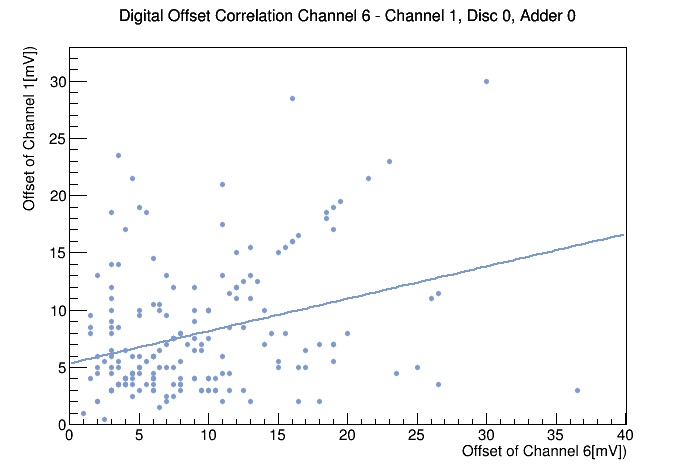 Digital Offset Correlation Channel 6 - Channel 1, Disc 0, Adder 0
Offset of Channel 1[mV])
30
25
20
15
10
5
0
0 5 10 15 20 25 30 35 40
Offset of Channel 6[mV])